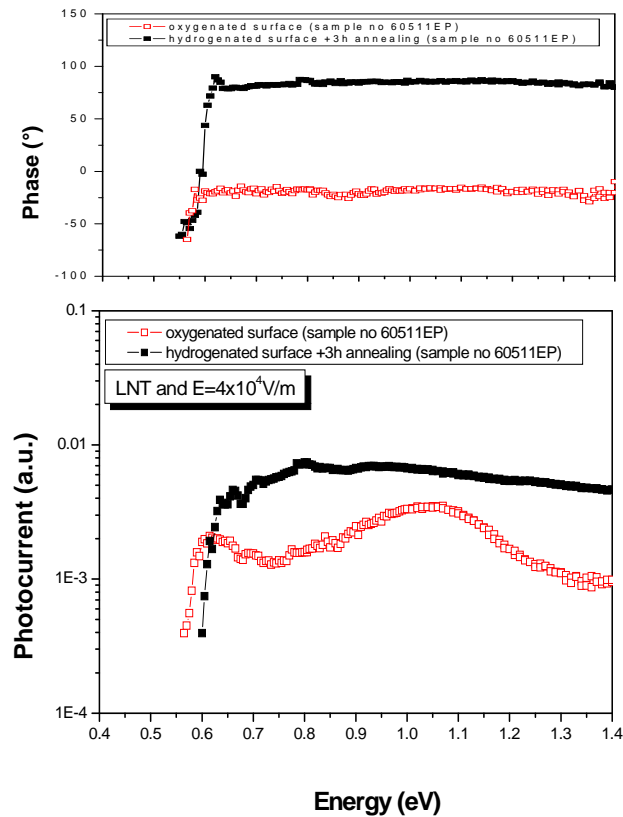 oxygenated surface (sample no 60511EP)
hydrogenated surface +3h annealing (sample no 60511EP)
150
100
50
0
-50
-100
Phase (°)
0.1
0.01
1E-3
1E-4
Photocurrent (a.u.)
oxygenated surface (sample no 60511EP)
hydrogenated surface +3h annealing (sample no 60511EP)
LNT and E=4x10⁴V/m
0.4 0.5 0.6 0.7 0.8 0.9 1.0 1.1 1.2 1.3 1.4
Energy (eV)